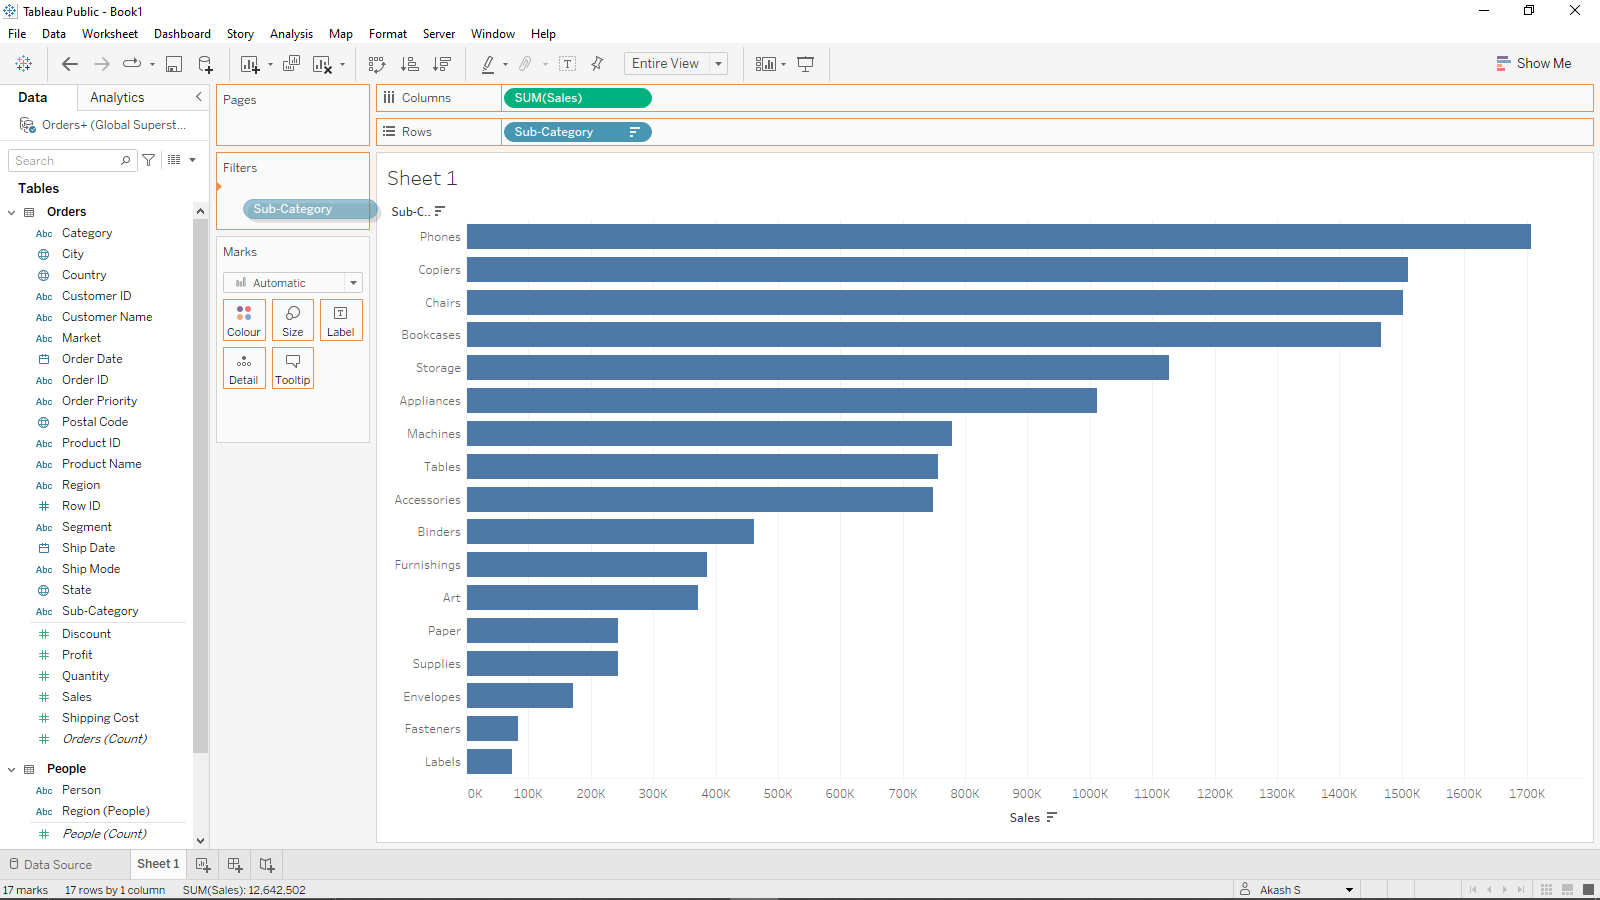 Tableau Public - Book1
File Data Worksheet Dashboard Story Analysis Map Format Server Window Help
Entire View
Show Me
Data Analytics
Orders+ (Global Superst...
Search
Tables
Orders
Abc Category
City
Country
Abc Customer ID
Abc Customer Name
Abc Market
Order Date
Abc Order ID
Abc Order Priority
Postal Code
Abc Product ID
Abc Product Name
Abc Region
# Row ID
Abc Segment
Ship Date
Abc Ship Mode
State
Abc Sub-Category
# Discount
# Profit
# Quantity
# Sales
# Shipping Cost
# Orders (Count)
People
Abc Person
Abc Region (People)
# People (Count)
Pages
Filters
Sub-Category
Marks
Automatic
Colour Size Label
Detail Tooltip
Columns SUM(Sales)
Rows Sub-Category
Sheet 1
Sub-C..
Phones
Copiers
Chairs
Bookcases
Storage
Appliances
Machines
Tables
Accessories
Binders
Furnishings
Art
Paper
Supplies
Envelopes
Fasteners
Labels
0K 100K 200K 300K 400K 500K 600K 700K 800K 900K 1000K 1100K 1200K 1300K 1400K 1500K 1600K 1700K
Sales
Data Source Sheet 1
17 marks 17 rows by 1 column SUM(Sales): 12,642,502
Akash S